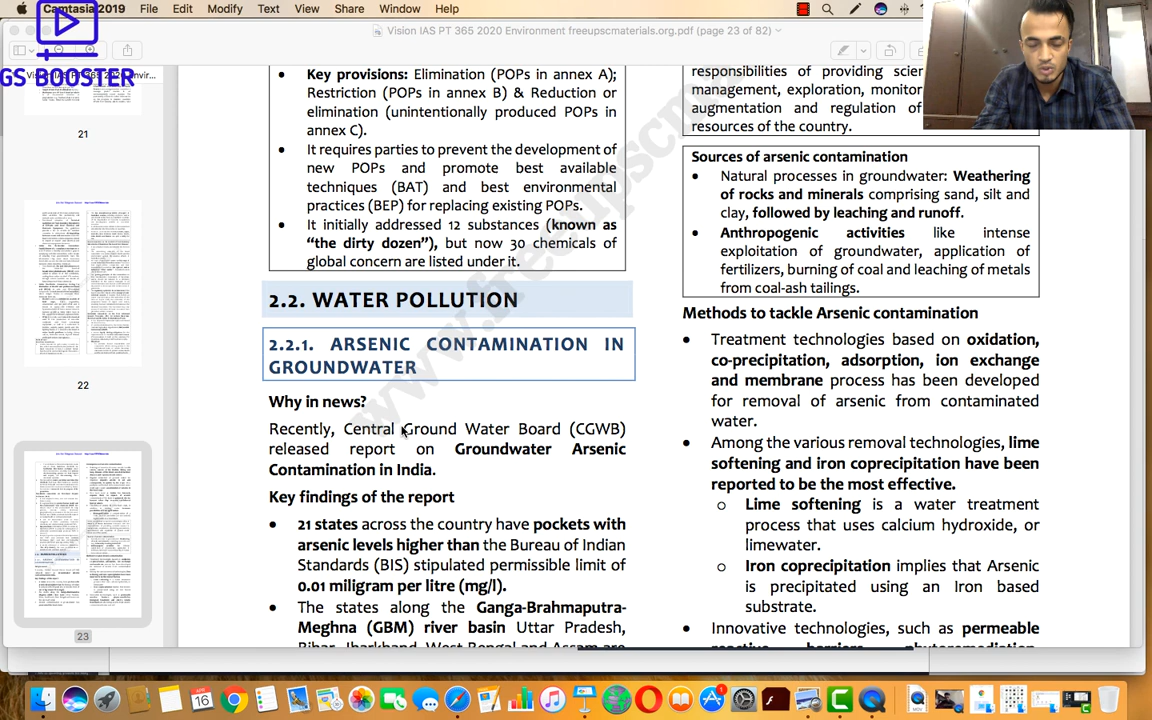 Camtasia 2019 File Edit Modify Text View Share Window Help
Vision IAS PT 365 2020 Environment freeupscmaterials.org.pdf (page 23 of 82)
GS BOOSTER
21
22
23
• Key provisions: Elimination (POPs in annex A);
Restriction (POPs in annex B) & Reduction or
elimination (unintentionally produced POPs in
annex C).
• It requires parties to prevent the development of
new POPs and promote best available
techniques (BAT) and best environmental
practices (BEP) for replacing existing POPs.
• It initially addressed 12 substances (known as
“the dirty dozen”), but now 30 chemicals of
global concern are listed under it.
2.2. WATER POLLUTION
2.2.1. ARSENIC CONTAMINATION IN
GROUNDWATER
Why in news?
Recently, Central Ground Water Board (CGWB)
released report on Groundwater Arsenic
Contamination in India.
Key findings of the report
• 21 states across the country have pockets with
arsenic levels higher than the Bureau of Indian
Standards (BIS) stipulated permissible limit of
0.01 miligram per litre (mg/l).
• The states along the Ganga-Brahmaputra-
Meghna (GBM) river basin Uttar Pradesh,
Bihar, Jharkhand, West Bengal and Assam are
responsibilities of providing
management, exploration,
augmentation and regulation of
resources of the country.
Sources of arsenic contamination
• Natural processes in groundwater: Weathering
of rocks and minerals comprising sand, silt and
clay, followed by leaching and runoff.
• Anthropogenic activities like intense
exploitation of groundwater, application of
fertilizers, burning of coal and leaching of metals
from coal-ash tailings.
Methods to tackle Arsenic contamination
• Treatment technologies based on oxidation,
co-precipitation, adsorption, ion exchange
and membrane process has been developed
for removal of arsenic from contaminated
water.
• Among the various removal technologies, lime
softening and iron coprecipitation have been
reported to be the most effective.
o Lime softening is a water treatment
process that uses calcium hydroxide, or
limewater.
o Iron coprecipitation implies that Arsenic
is precipitated using an Iron based
substrate.
• Innovative technologies, such as permeable
reactive barriers, phytoremediation,
APR
16